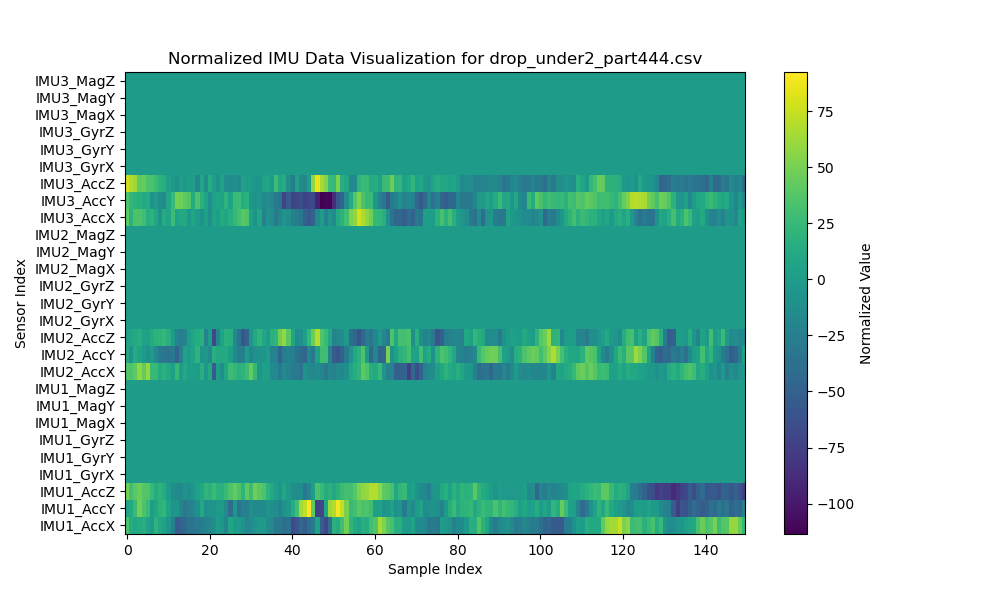 Normalized IMU Data Visualization for drop_under2_part444.csv
IMU3_MagZ
IMU3_MagY
IMU3_MagX
IMU3_GyrZ
IMU3_GyrY
IMU3_GyrX
IMU3_AccZ
IMU3_AccY
IMU3_AccX
IMU2_MagZ
IMU2_MagY
IMU2_MagX
IMU2_GyrZ
IMU2_GyrY
IMU2_GyrX
IMU2_AccZ
IMU2_AccY
IMU2_AccX
IMU1_MagZ
IMU1_MagY
IMU1_MagX
IMU1_GyrZ
IMU1_GyrY
IMU1_GyrX
IMU1_AccZ
IMU1_AccY
IMU1_AccX
Sensor Index
0 20 40 60 80 100 120 140
Sample Index
75
50
25
0
−25
−50
−75
−100
Normalized Value